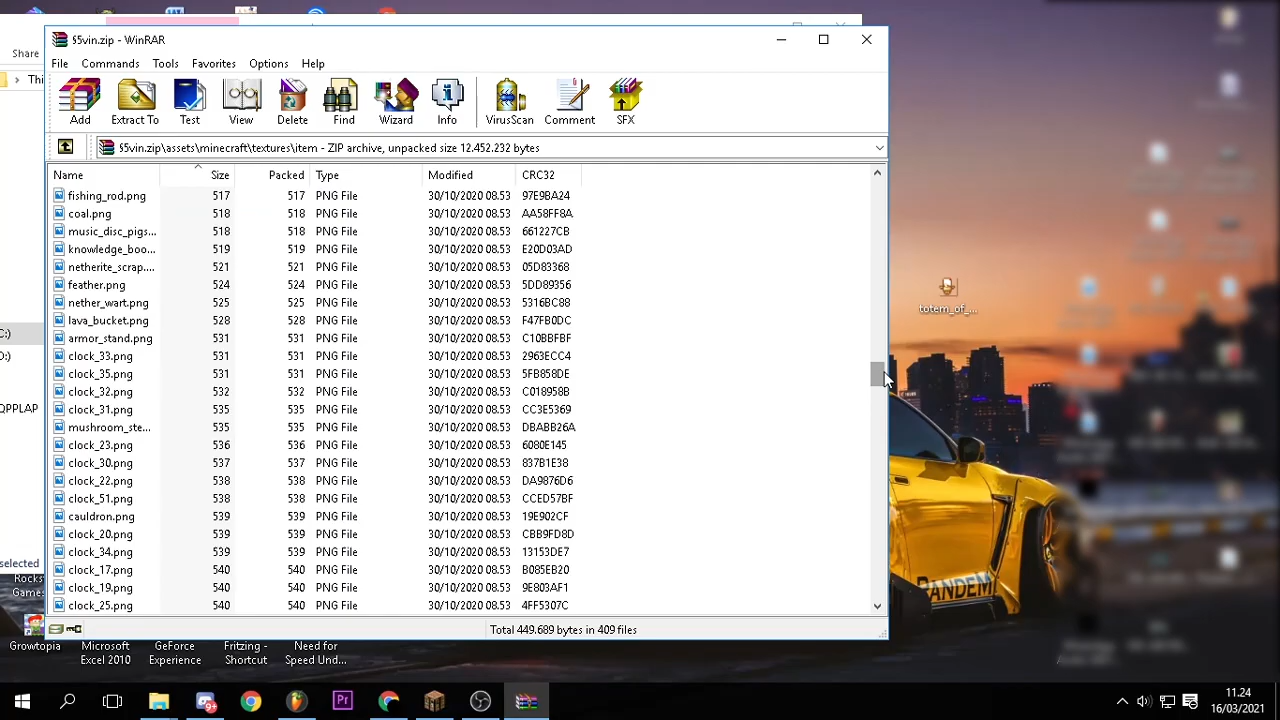 §5vin.zip - WinRAR
File Commands Tools Favorites Options Help
Add Extract To Test View Delete Find Wizard Info VirusScan Comment SFX
§5vin.zip\assets\minecraft\textures\item - ZIP archive, unpacked size 12.452.232 bytes
Name Size Packed Type Modified CRC32
fishing_rod.png 517 517 PNG File 30/10/2020 08.53 97E9BA24
coal.png 518 518 PNG File 30/10/2020 08.53 AA58FF8A
music_disc_pigs... 518 518 PNG File 30/10/2020 08.53 661227CB
knowledge_boo... 519 519 PNG File 30/10/2020 08.53 E20D03AD
netherite_scrap.... 521 521 PNG File 30/10/2020 08.53 05D83368
feather.png 524 524 PNG File 30/10/2020 08.53 5DD89356
nether_wart.png 525 525 PNG File 30/10/2020 08.53 5316BC88
lava_bucket.png 528 528 PNG File 30/10/2020 08.53 F47FB0DC
armor_stand.png 531 531 PNG File 30/10/2020 08.53 C10BBFBF
clock_33.png 531 531 PNG File 30/10/2020 08.53 2963ECC4
clock_35.png 531 531 PNG File 30/10/2020 08.53 5FB858DE
clock_32.png 532 532 PNG File 30/10/2020 08.53 C018958B
clock_31.png 535 535 PNG File 30/10/2020 08.53 CC3E5369
mushroom_ste... 535 535 PNG File 30/10/2020 08.53 DBABB26A
clock_23.png 536 536 PNG File 30/10/2020 08.53 6080E145
clock_30.png 537 537 PNG File 30/10/2020 08.53 837B1E38
clock_22.png 538 538 PNG File 30/10/2020 08.53 DA9876D6
clock_51.png 538 538 PNG File 30/10/2020 08.53 CCED57BF
cauldron.png 539 539 PNG File 30/10/2020 08.53 19E902CF
clock_20.png 539 539 PNG File 30/10/2020 08.53 CBB9FD8D
clock_34.png 539 539 PNG File 30/10/2020 08.53 13153DE7
clock_17.png 540 540 PNG File 30/10/2020 08.53 B085EB20
clock_19.png 540 540 PNG File 30/10/2020 08.53 9E803AF1
clock_25.png 540 540 PNG File 30/10/2020 08.53 4FF5307C
Total 449.689 bytes in 409 files
Share
Thi
C:)
D:)
QPPLAP
selected
Rocks
Games
totem_of_...
PANDEM
Growtopia
Microsoft Excel 2010
GeForce Experience
Fritzing - Shortcut
Need for Speed Und...
11.24
16/03/2021